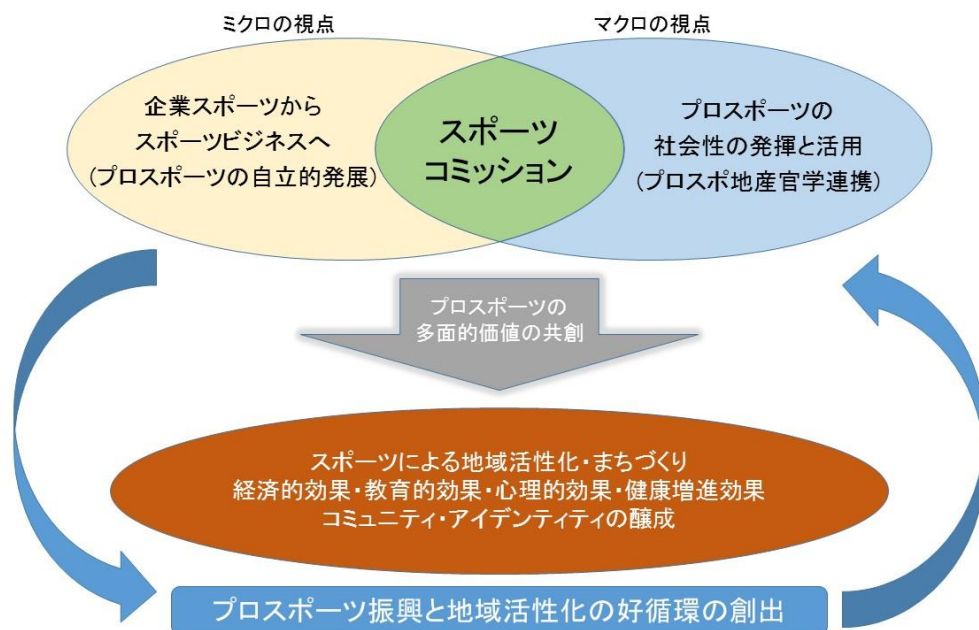 ミクロの視点
マクロの視点
企業スポーツから
スポーツビジネスへ
(プロスポーツの自立的発展)
スポーツ
コミッション
プロスポーツの
社会性の発揮と活用
(プロスポ地産官学連携)
プロスポーツの
多面的価値の共創
スポーツによる地域活性化・まちづくり
経済的効果・教育的効果・心理的効果・健康増進効果
コミュニティ・アイデンティティの醸成
プロスポーツ振興と地域活性化の好循環の創出